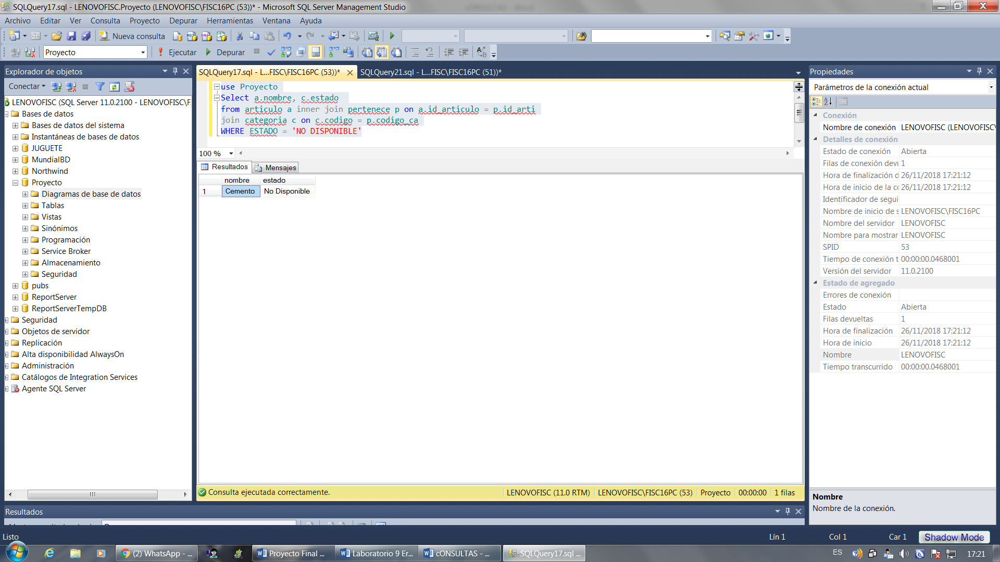 SQLQuery17.sql - LENOVOFISC.Proyecto (LENOVOFISC\FISC16PC (53))* - Microsoft SQL Server Management Studio
Archivo Editar Ver Consulta Proyecto Depurar Herramientas Ventana Ayuda
Nueva consulta
Proyecto Ejecutar Depurar
Explorador de objetos
Conectar
LENOVOFISC (SQL Server 11.0.2100 - LENOVOFISC\F
Bases de datos
Bases de datos del sistema
Instantáneas de bases de datos
JUGUETE
MundialBD
Northwind
Proyecto
Diagramas de base de datos
Tablas
Vistas
Sinónimos
Programación
Service Broker
Almacenamiento
Seguridad
pubs
ReportServer
ReportServerTempDB
Seguridad
Objetos de servidor
Replicación
Alta disponibilidad AlwaysOn
Administración
Catálogos de Integration Services
Agente SQL Server
SQLQuery17.sql - L...FISC\FISC16PC (53))* SQLQuery21.sql - L...FISC\FISC16PC (51))*
use Proyecto
Select a.nombre, c.estado
from articulo a inner join pertenece p on a.id_articulo = p.id_arti
join categoria c on c.codigo = p.codigo_ca
WHERE ESTADO = 'NO DISPONIBLE'
100 %
Resultados Mensajes
nombre estado
1 Cemento No Disponible
Consulta ejecutada correctamente. LENOVOFISC (11.0 RTM) LENOVOFISC\FISC16PC (53) Proyecto 00:00:00 1 filas
Propiedades
Parámetros de la conexión actual
Conexión
Nombre de conexión LENOVOFISC (LENOVOFISC\
Detalles de conexión
Estado de conexión Abierta
Filas de conexión devu 1
Hora de finalización d 26/11/2018 17:21:12
Hora de inicio de la co 26/11/2018 17:21:12
Identificador de segui
Nombre de inicio de s LENOVOFISC\FISC16PC
Nombre del servidor LENOVOFISC
Nombre para mostrar LENOVOFISC
SPID 53
Tiempo de conexión t 00:00:00.0468001
Versión del servidor 11.0.2100
Estado de agregado
Errores de conexión
Estado Abierta
Filas devueltas 1
Hora de finalización 26/11/2018 17:21:12
Hora de inicio 26/11/2018 17:21:12
Nombre LENOVOFISC
Tiempo transcurrido 00:00:00.0468001
Nombre
Nombre de la conexión.
Resultados
Listo Lín 1 Col 1 Car 1 Shadow Mode
(2) WhatsApp - ... Proyecto Final ... Laboratorio 9 Er... cONSULTAS - ... SQLQuery17.sql ... ES 17:21